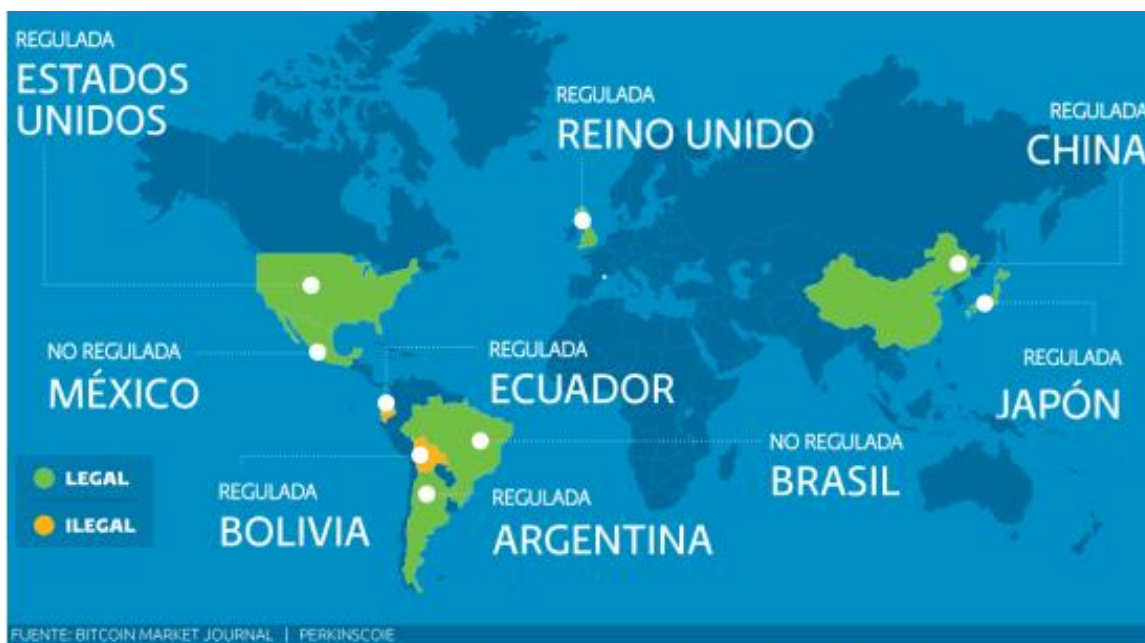 REGULADA
ESTADOS
UNIDOS
REGULADA
REINO UNIDO
REGULADA
CHINA
NO REGULADA
MÉXICO
REGULADA
ECUADOR
REGULADA
JAPÓN
NO REGULADA
BRASIL
LEGAL
ILEGAL
REGULADA
BOLIVIA
REGULADA
ARGENTINA
FUENTE: BITCOIN MARKET JOURNAL | PERKINSCOIE